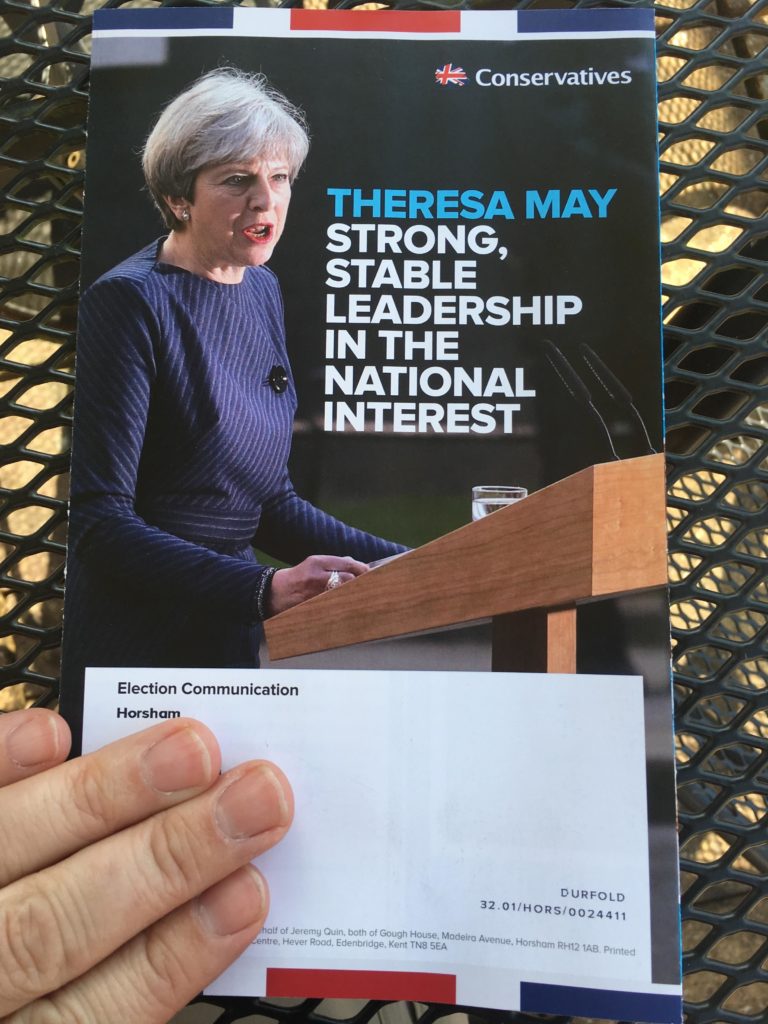 Conservatives
THERESA MAY
STRONG,
STABLE
LEADERSHIP
IN THE
NATIONAL
INTEREST
Election Communication
Horsham
DURFOLD
32.01/HORS/0024411
half of Jeremy Quin, both of Gough House, Madeira Avenue, Horsham RH12 1AB. Printed
Centre, Hever Road, Edenbridge, Kent TN8 5EA